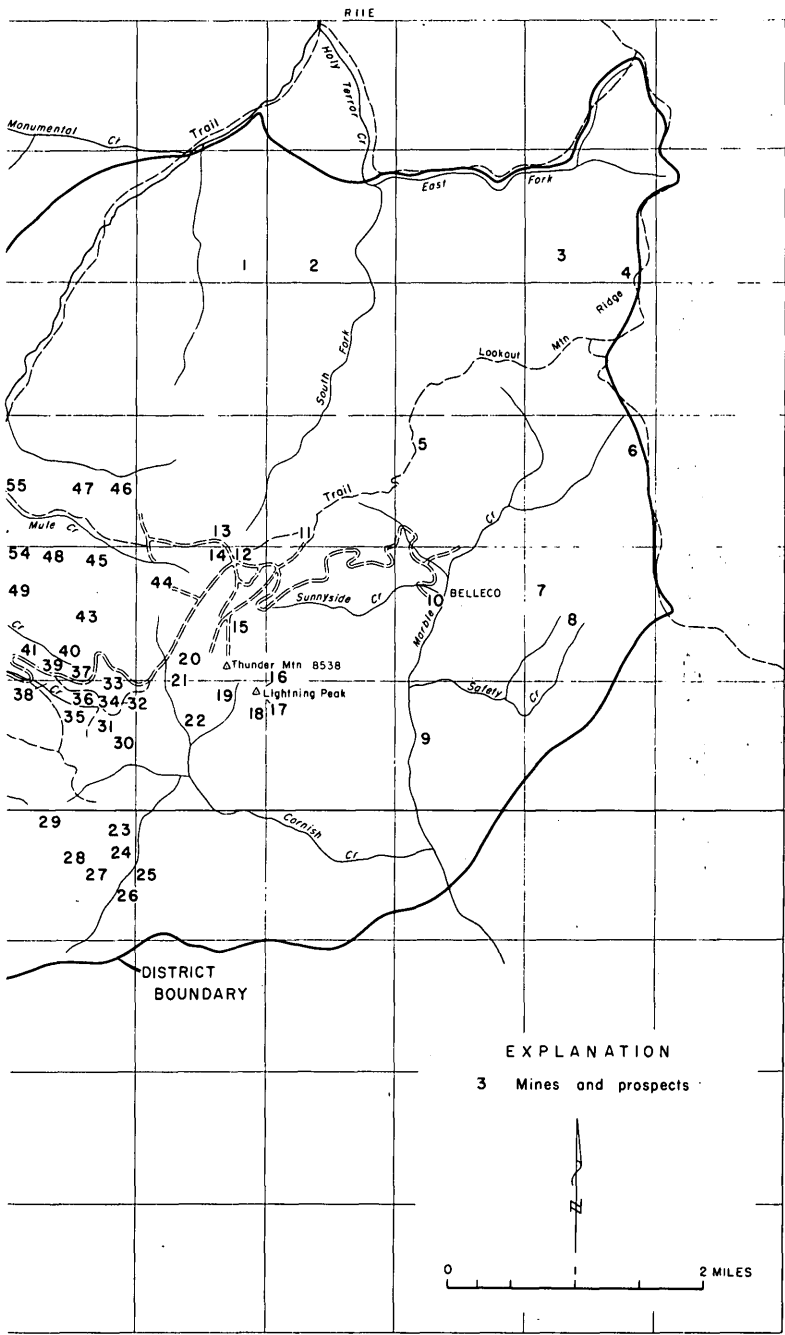 R11E
Holy
Terror
Cr
Monumental
Cr
Trail
East
Fork
1
2
3
4
Ridge
Mtn
Lookout
South
Fork
5
6
Trail
55
47
46
Mule
Cr
13
11
14
12
54
48
45
44
49
43
Sunnyside
Cr
10
BELLECO
Marble
Cr
7
8
15
Cr
41
40
39
37
20
Thunder Mtn 8538
33
21
16
19
Lightning Peak
18
17
Safety
Cr
38
Cr
36
34
32
35
31
22
30
9
29
23
28
24
27
25
26
Cornish
Cr
DISTRICT
BOUNDARY
EXPLANATION
3 Mines and prospects
N
0
1
2 MILES